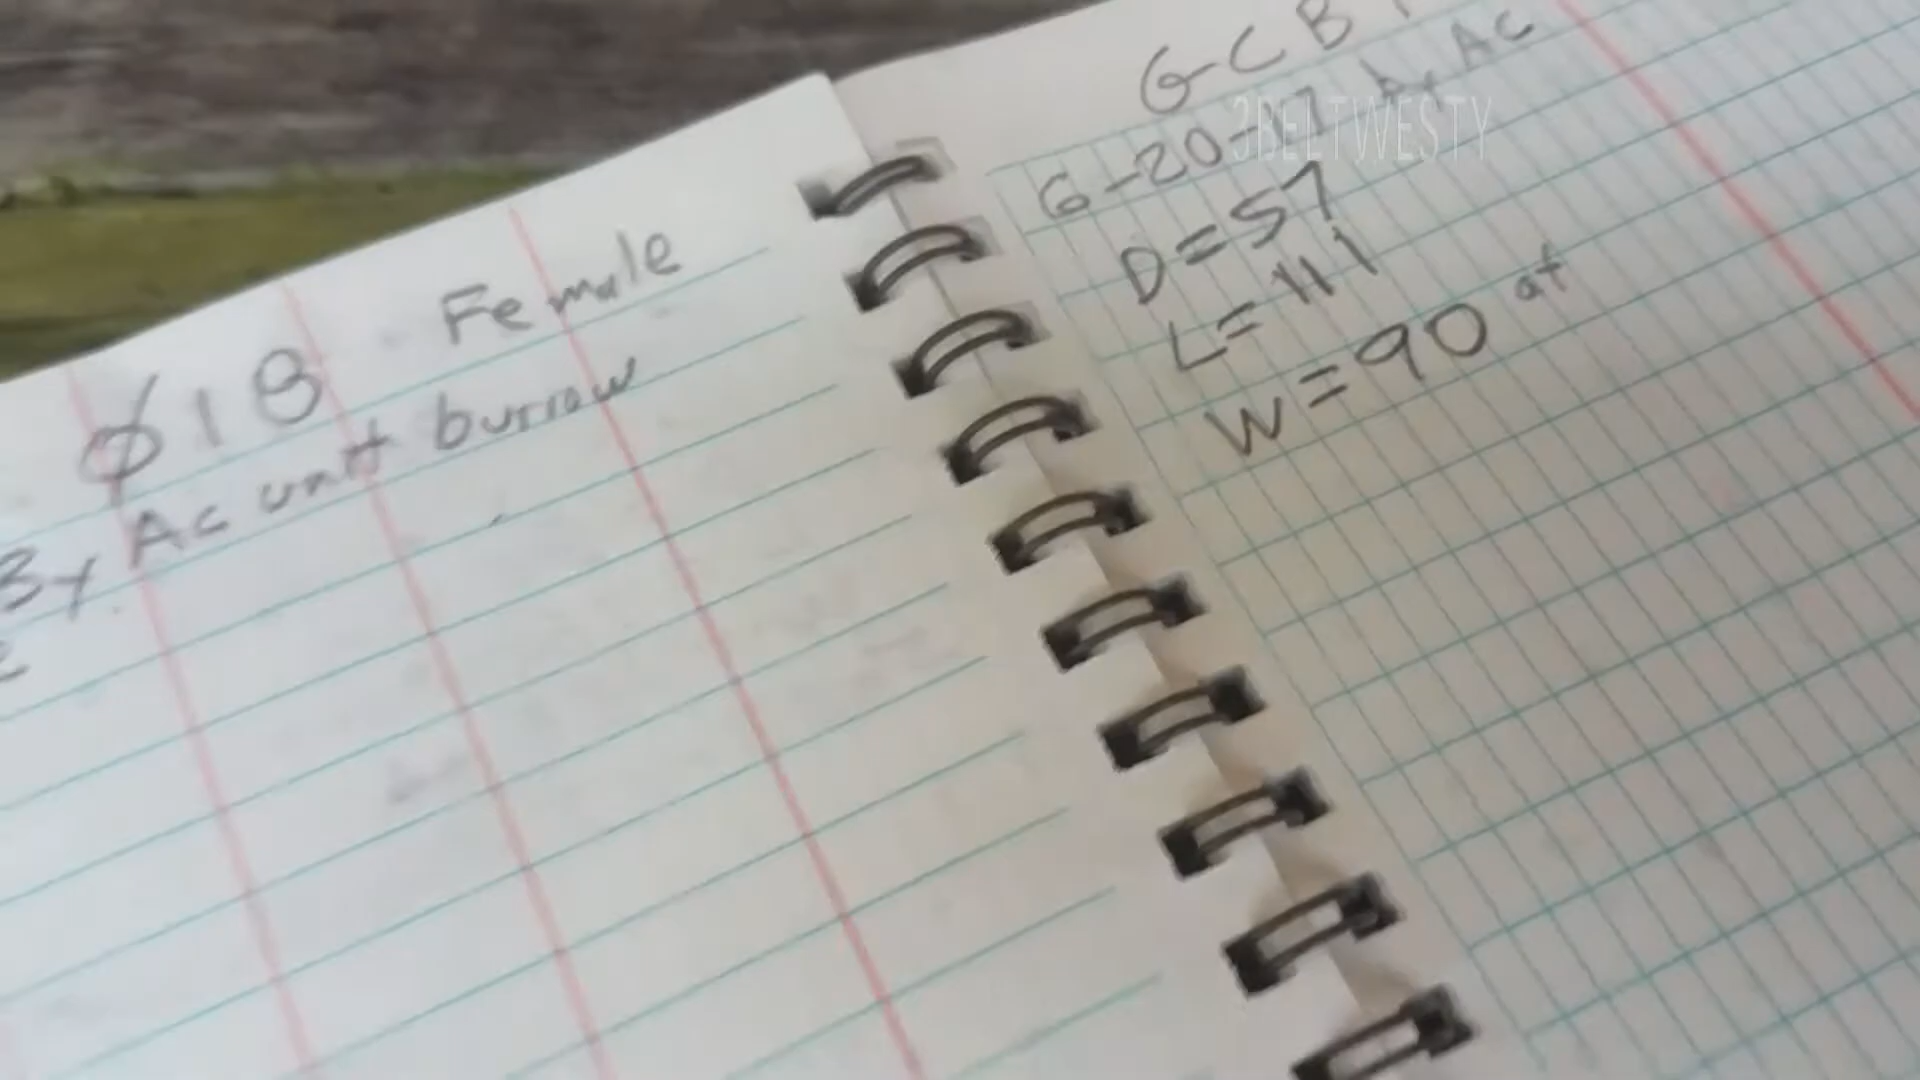 Ø18 - Female
By Ac unit burrow
GCB
6-20-17 by Ac
D=57
L=111
W=90 at
3BELTWESTY